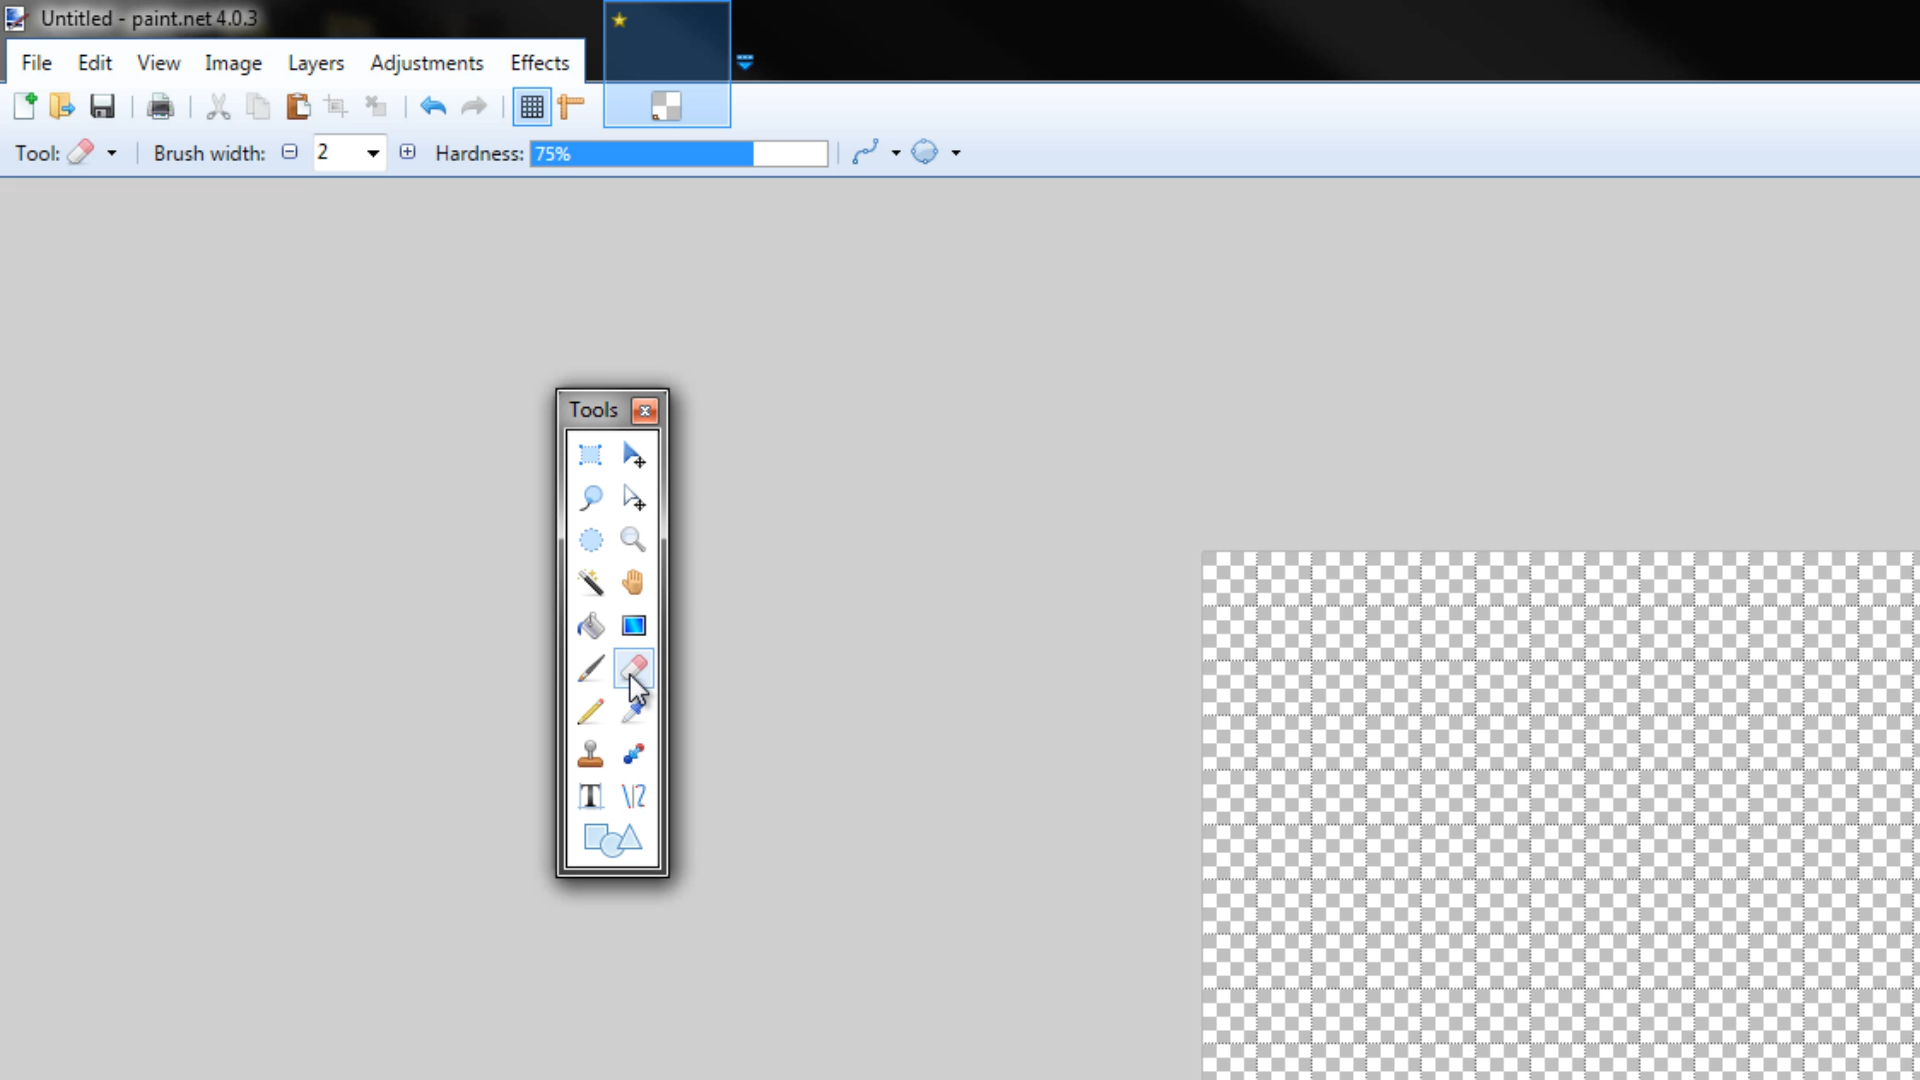 Untitled - paint.net 4.0.3
File Edit View Image Layers Adjustments Effects
Tool: Brush width: 2 Hardness: 75%
Tools